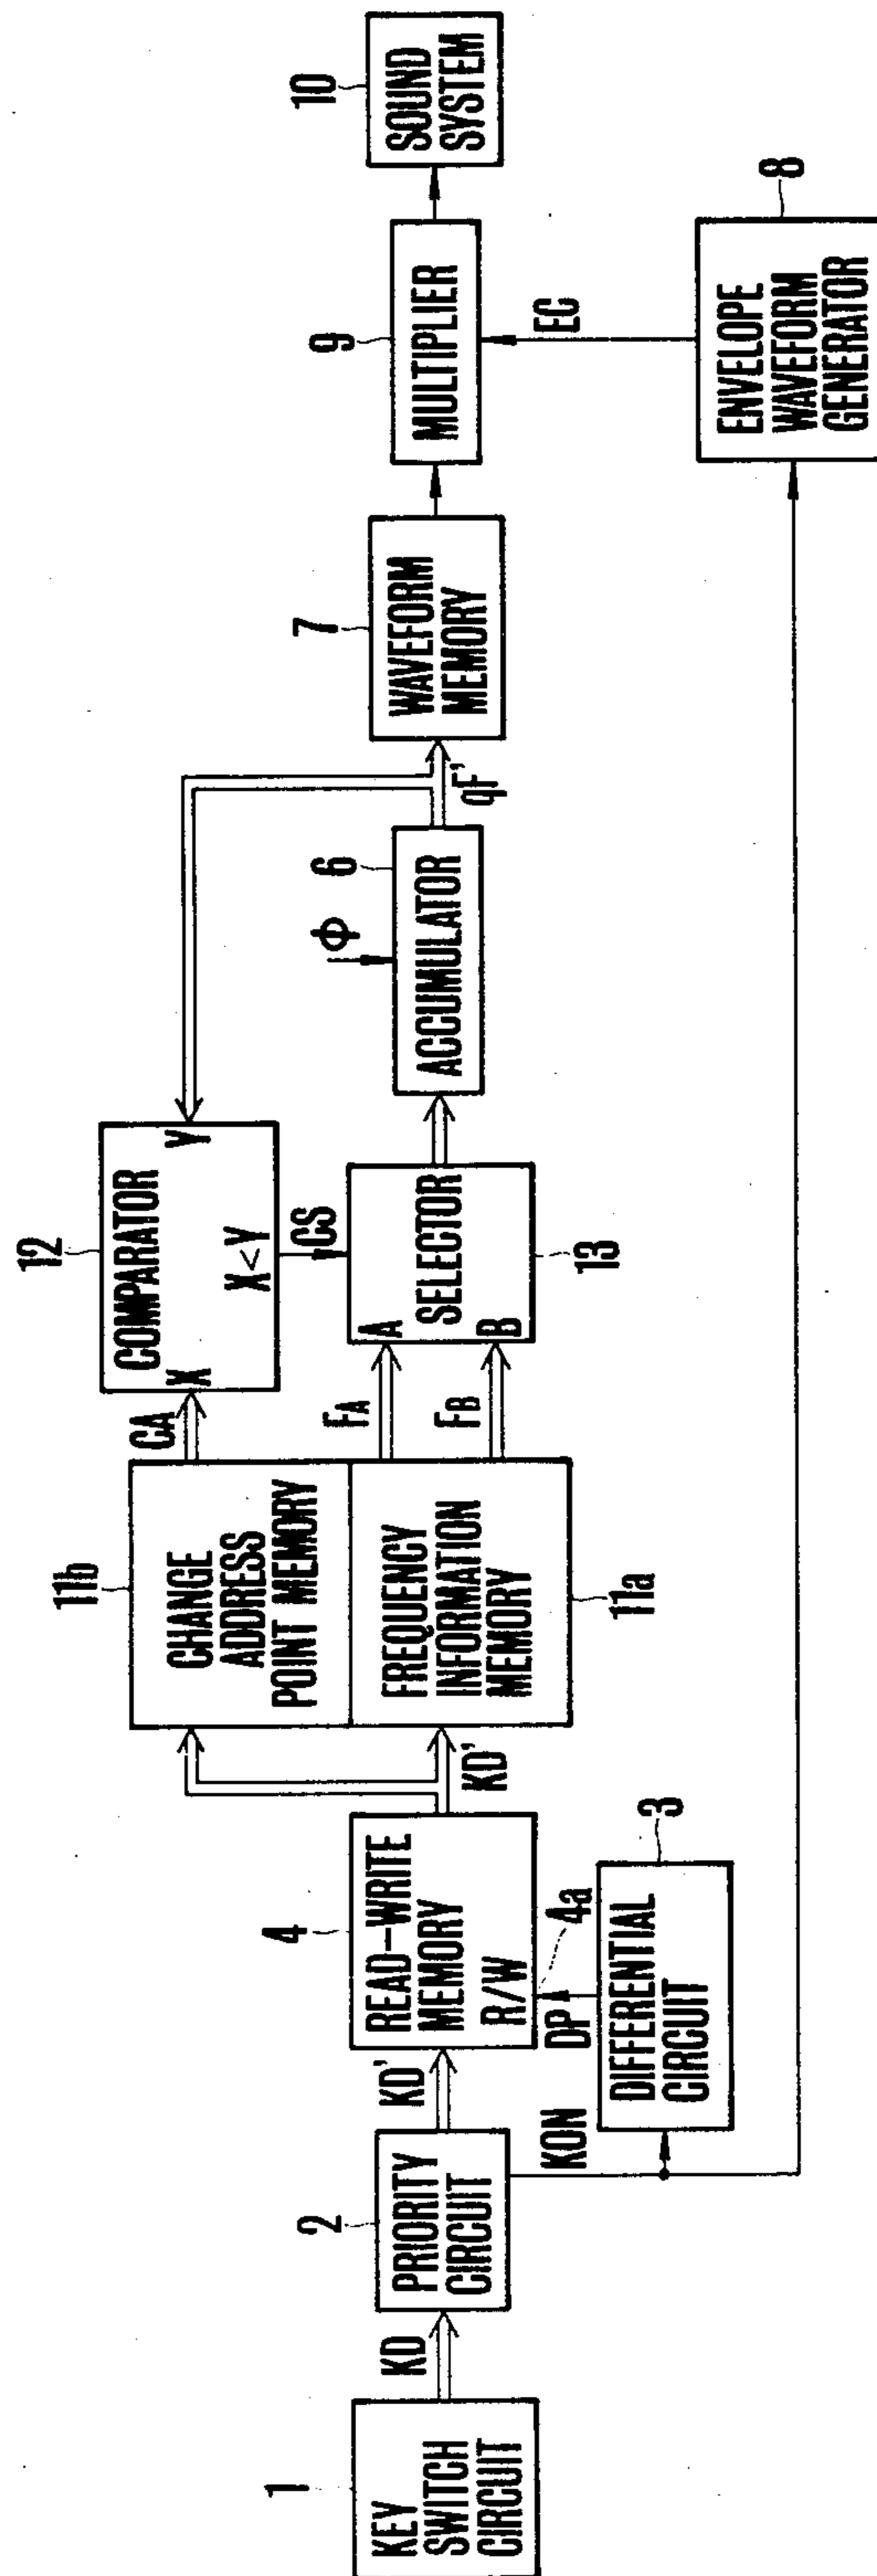 1
KEY
SWITCH
CIRCUIT
KD
2
PRIORITY
CIRCUIT
KD'
KON
4
READ-WRITE
MEMORY
R/W
4a
DP
3
DIFFERENTIAL
CIRCUIT
KD'
11b
CHANGE
ADDRESS
POINT MEMORY
FREQUENCY
INFORMATION
MEMORY
11a
CA
FA
FB
12
COMPARATOR
X
Y
X<Y
CS
A
B
SELECTOR
13
Φ
6
ACCUMULATOR
qF'
7
WAVEFORM
MEMORY
9
MULTIPLIER
EC
8
ENVELOPE
WAVEFORM
GENERATOR
10
SOUND
SYSTEM